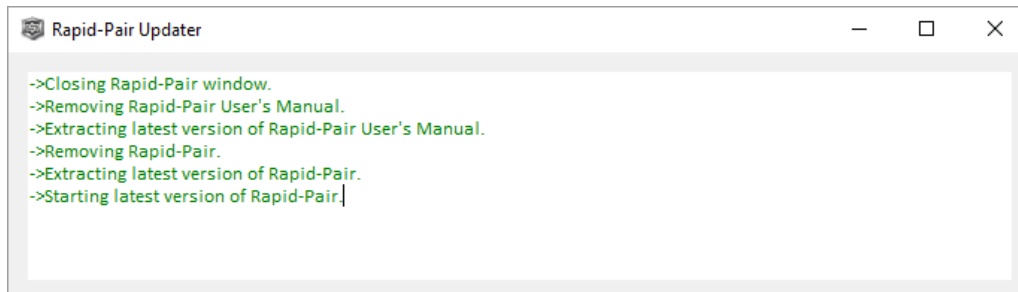 Rapid-Pair Updater
->Closing Rapid-Pair window.
->Removing Rapid-Pair User's Manual.
->Extracting latest version of Rapid-Pair User's Manual.
->Removing Rapid-Pair.
->Extracting latest version of Rapid-Pair.
->Starting latest version of Rapid-Pair.